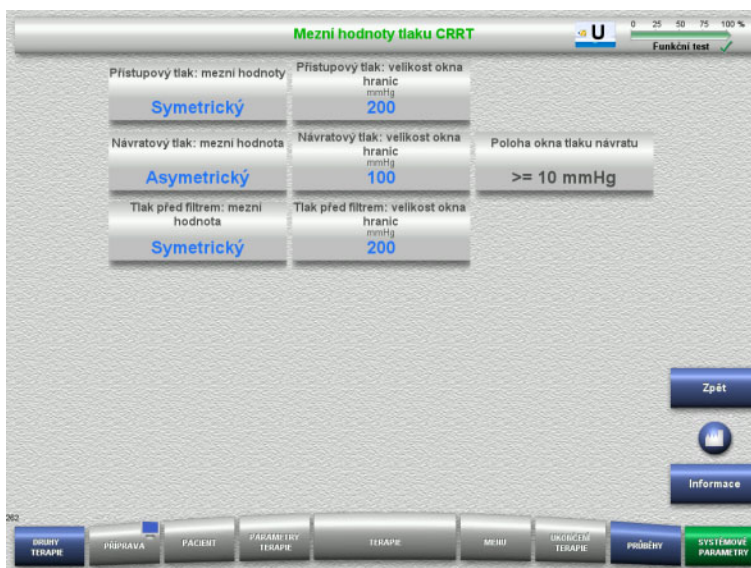 Mezní hodnoty tlaku CRRT
U
0 25 50 75 100 %
Funkční test
Přístupový tlak: mezní hodnoty
Symetrický
Přístupový tlak: velikost okna
hranic
mmHg
200
Návratový tlak: mezní hodnota
Asymetrický
Návratový tlak: velikost okna
hranic
mmHg
100
Poloha okna tlaku návratu
>= 10 mmHg
Tlak před filtrem: mezní
hodnota
Symetrický
Tlak před filtrem: velikost okna
hranic
mmHg
200
Zpět
Informace
262
DRUHY
TERAPIE
PŘÍPRAVA
PACIENT
PARAMETRY
TERAPIE
TERAPIE
MENU
UKONČENÍ
TERAPIE
PRŮBĚHY
SYSTÉMOVÉ
PARAMETRY